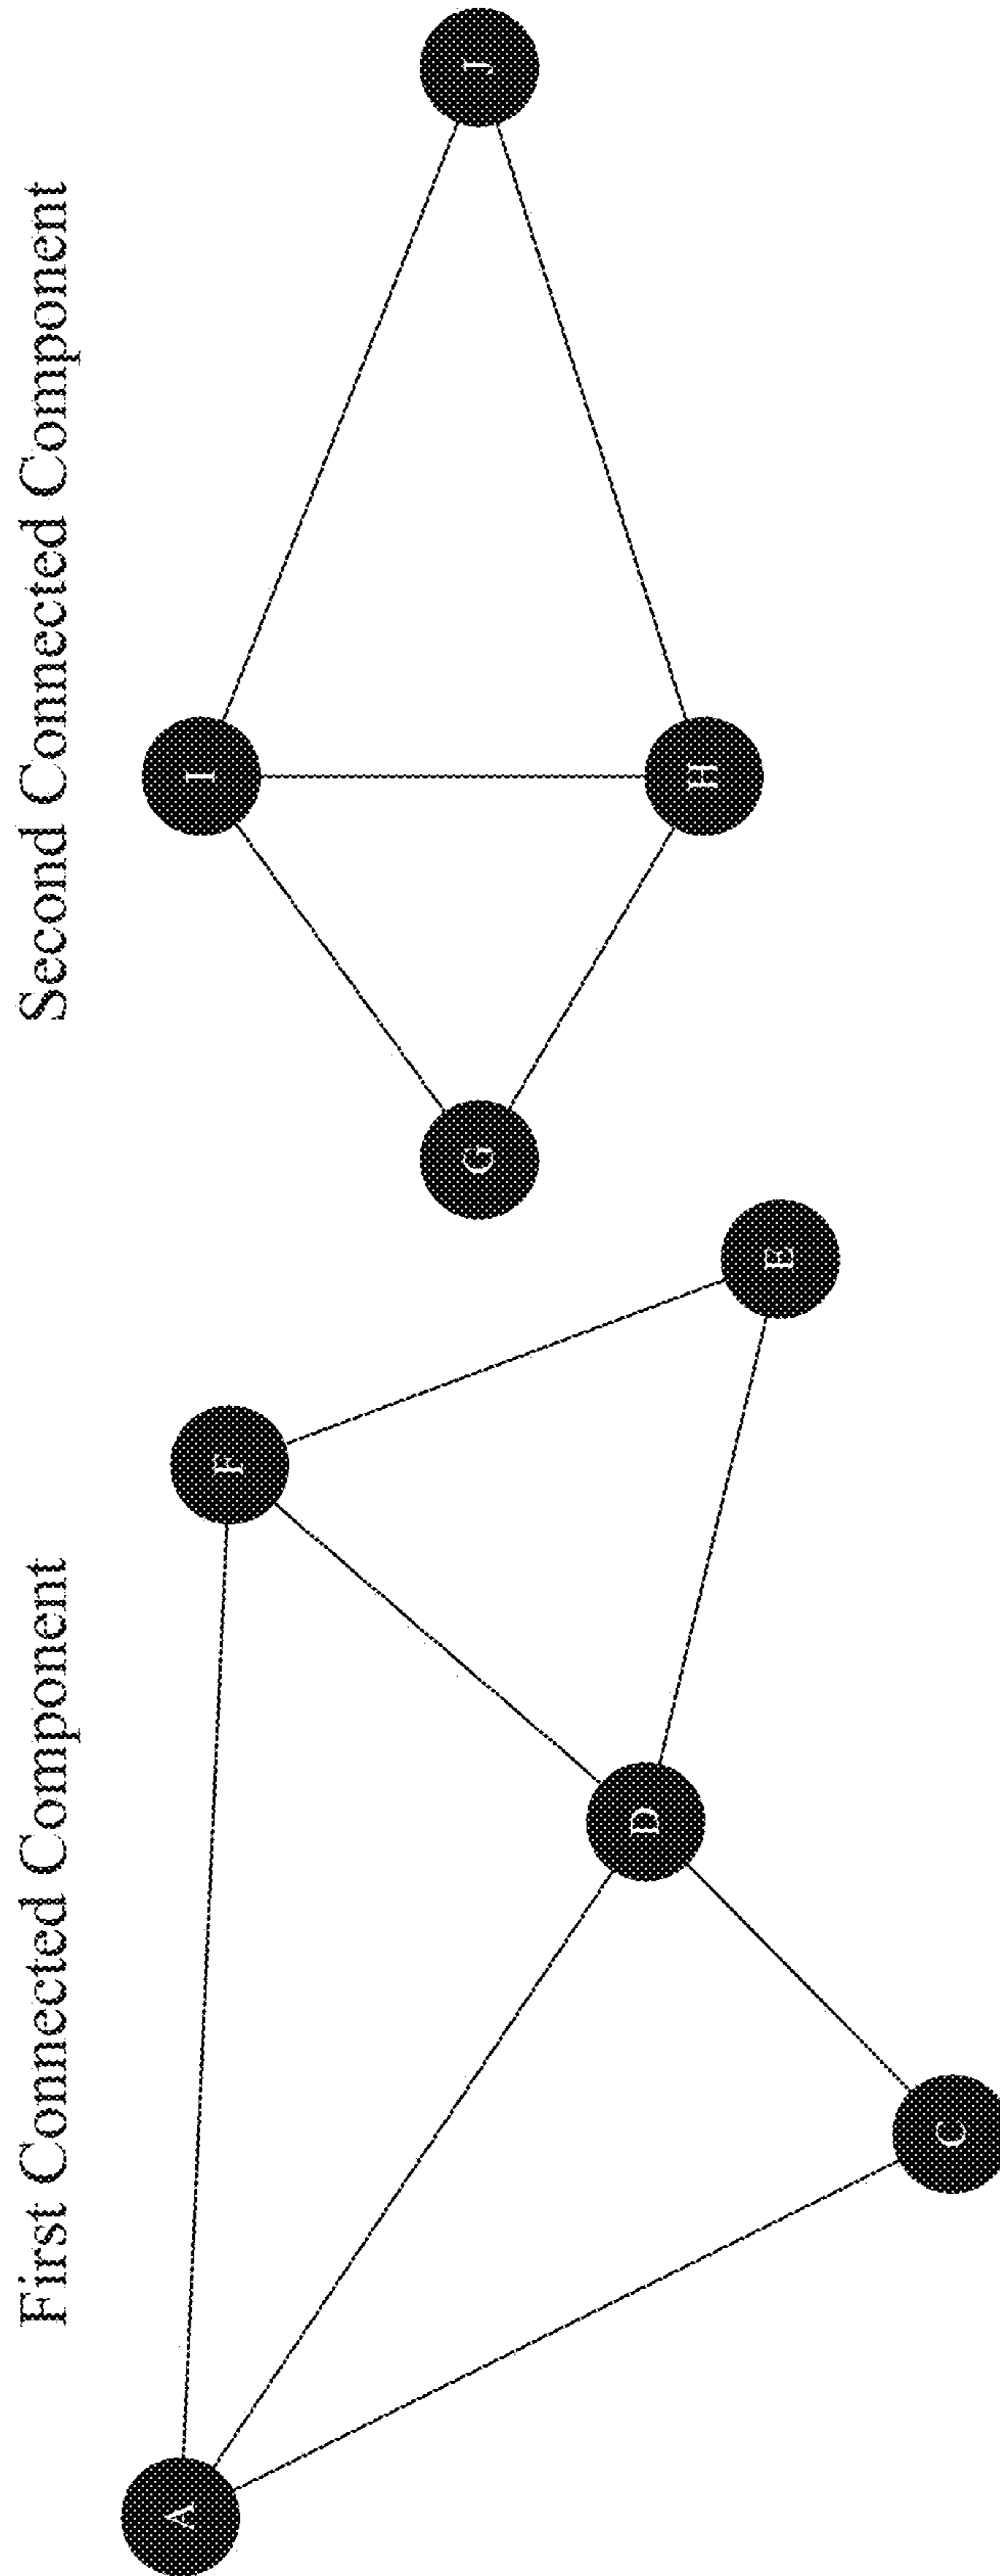 First Connected Component
Second Connected Component
A
F
D
C
E
G
I
H
J